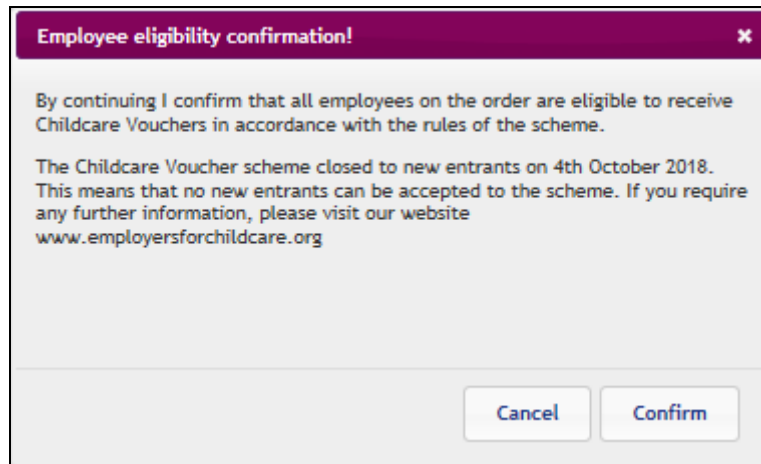 Employee eligibility confirmation!
By continuing I confirm that all employees on the order are eligible to receive
Childcare Vouchers in accordance with the rules of the scheme.
The Childcare Voucher scheme closed to new entrants on 4th October 2018.
This means that no new entrants can be accepted to the scheme. If you require
any further information, please visit our website
www.employersforchildcare.org
Cancel
Confirm